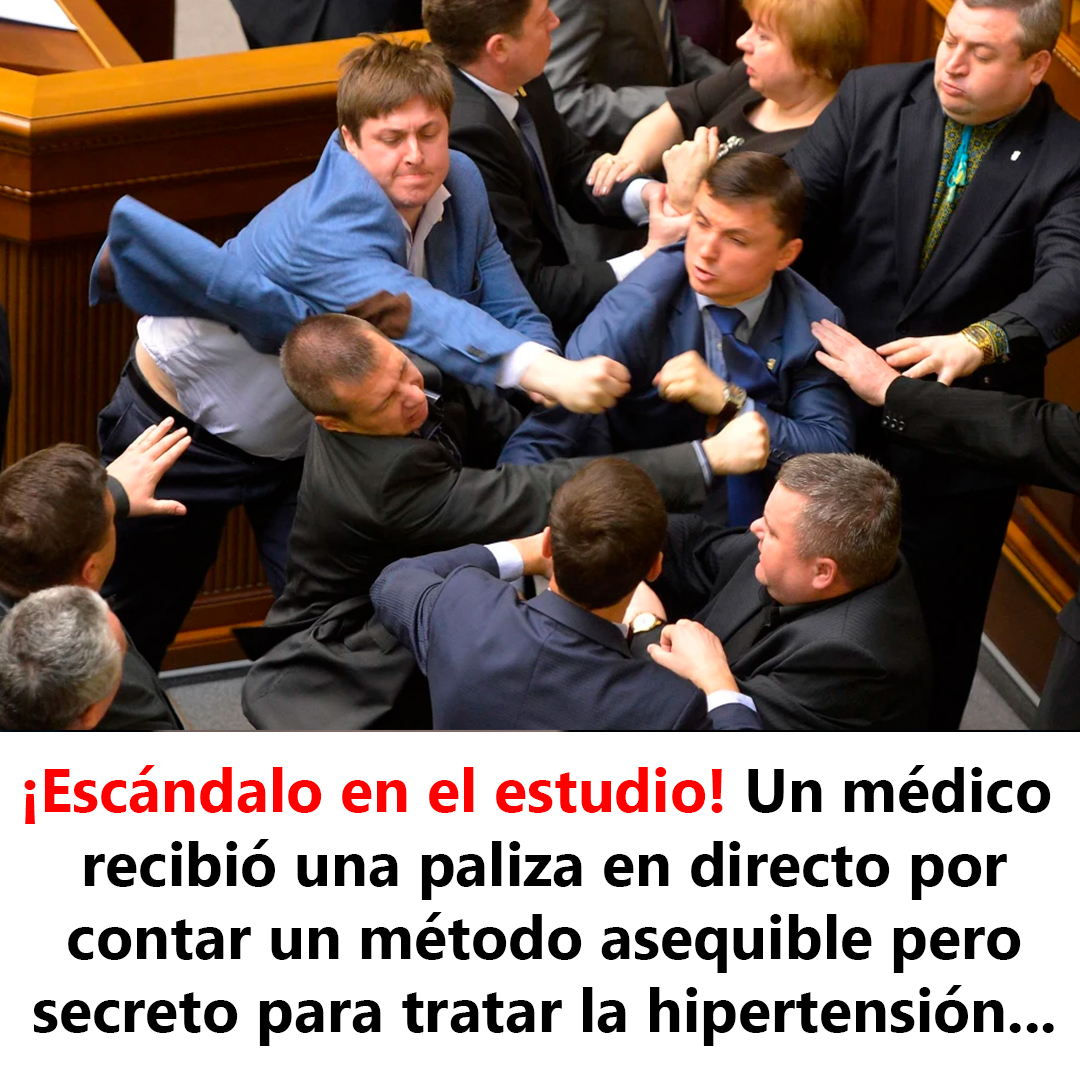 ¡Escándalo en el estudio! Un médico
recibió una paliza en directo por
contar un método asequible pero
secreto para tratar la hipertensión...